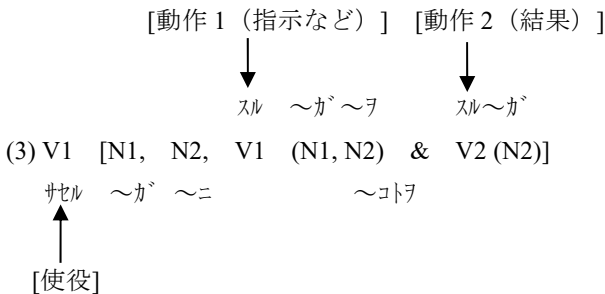 [動作 1（指示など）] [動作 2（結果）]
ｽﾙ ～ｶﾞ～ｦ ｽﾙ～ｶﾞ
(3) V1 [N1, N2, V1 (N1, N2) & V2 (N2)]
ｻｾﾙ ～ｶﾞ ～ﾆ ～ｺﾄｦ
[使役]